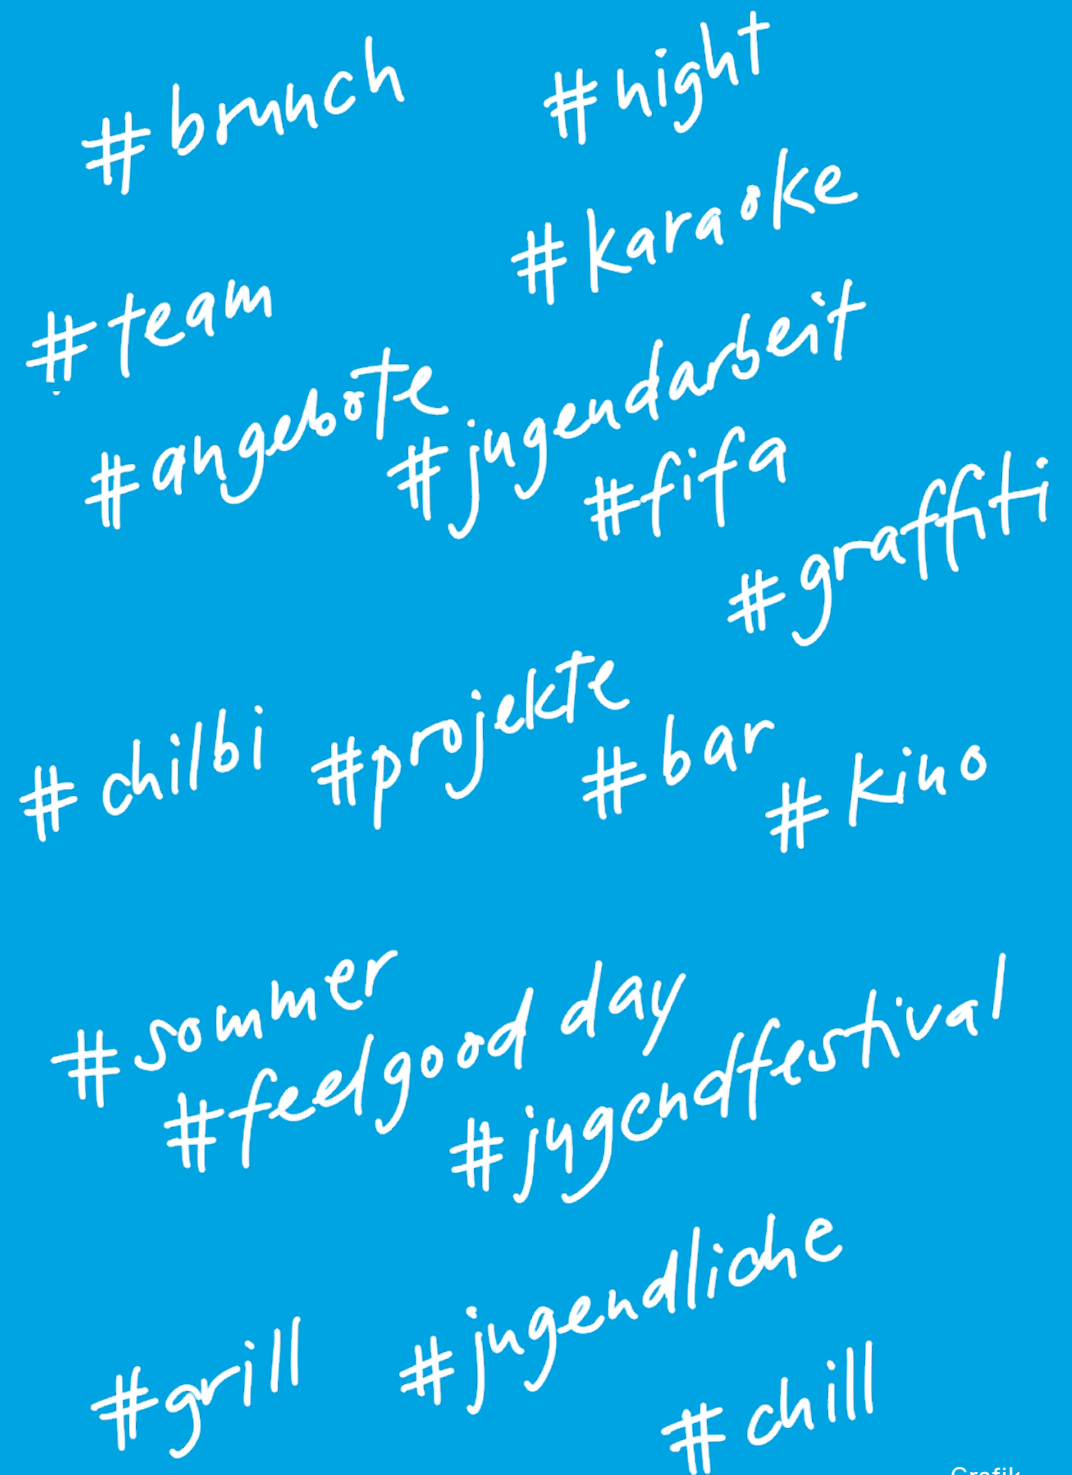 #brunch
#night
#karaoke
#team
#angebote
#jugendarbeit
#fifa
#graffiti
#chilbi
#projekte
#bar
#kino
#sommer
#feelgood day
#jugendfestival
#jugendliche
#grill
#chill
Grafik